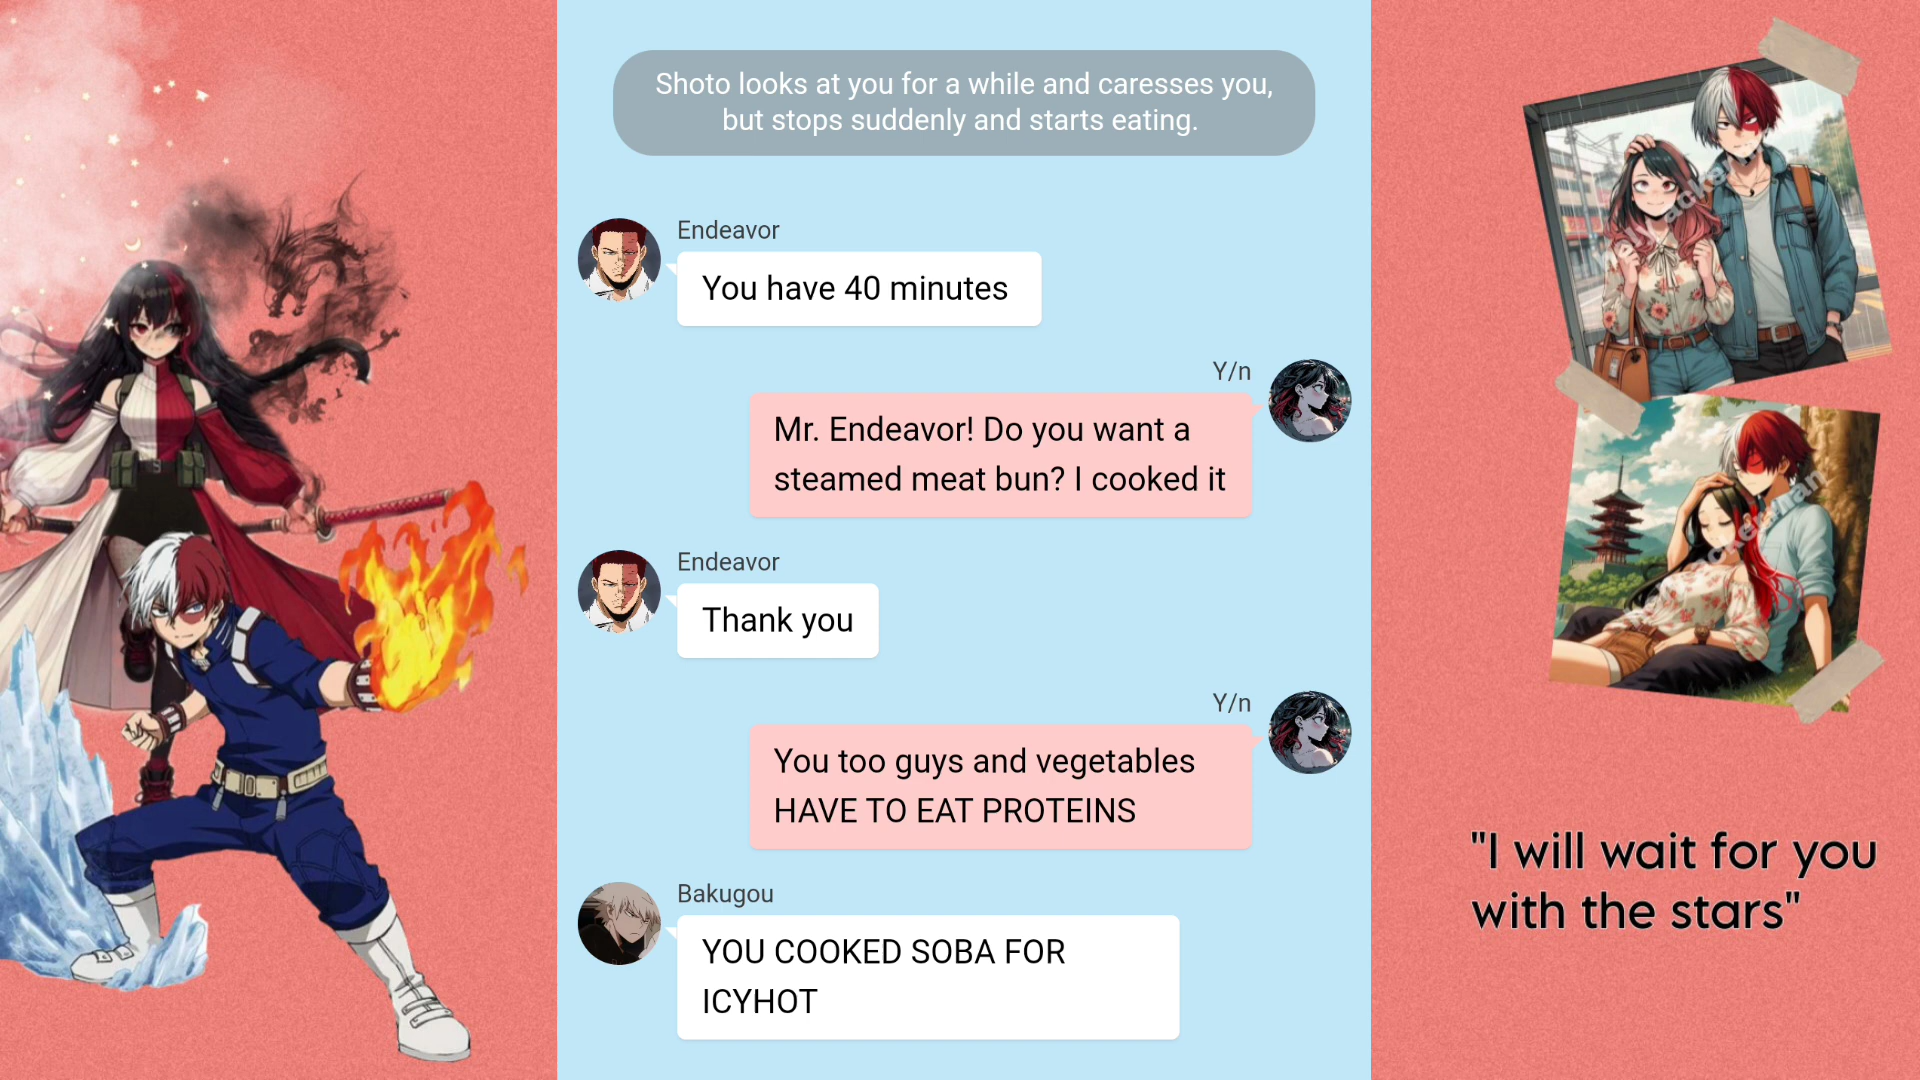 Shoto looks at you for a while and caresses you,
but stops suddenly and starts eating.
Endeavor
You have 40 minutes
Y/n
Mr. Endeavor! Do you want a
steamed meat bun? I cooked it
Endeavor
Thank you
Y/n
You too guys and vegetables
HAVE TO EAT PROTEINS
Bakugou
YOU COOKED SOBA FOR
ICYHOT
"I will wait for you
with the stars"